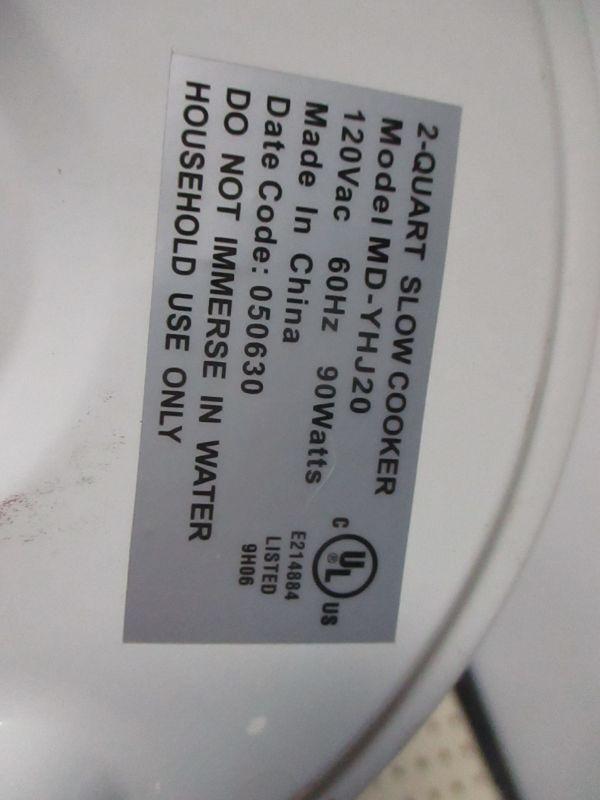 2-QUART SLOW COOKER
Model MD-YHJ20
120Vac 60Hz 90Watts
Made In China
Date Code: 050630
DO NOT IMMERSE IN WATER
HOUSEHOLD USE ONLY
C UL ® US
E214884
LISTED
9H06